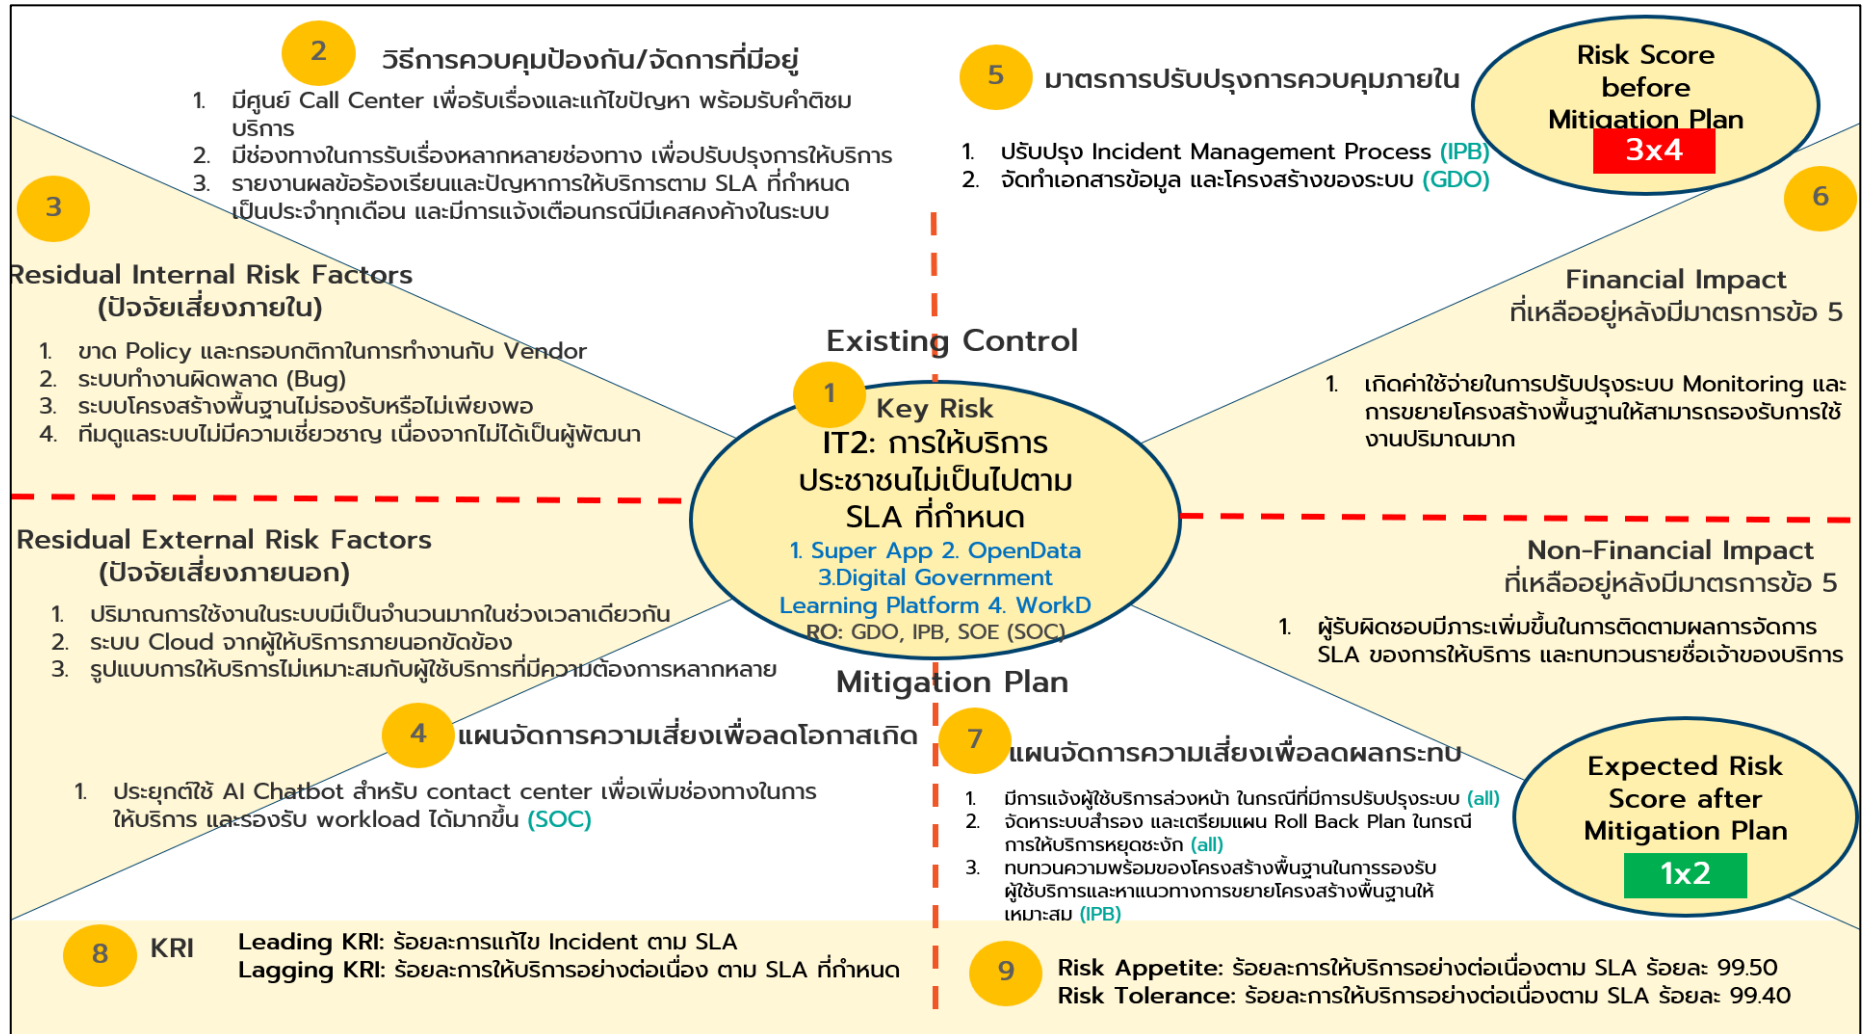 2
วิธีการควบคุมป้องกัน/จัดการที่มีอยู่
1. มีศูนย์ Call Center เพื่อรับเรื่องและแก้ไขปัญหา พร้อมรับคำติชม
บริการ
2. มีช่องทางในการรับเรื่องหลากหลายช่องทาง เพื่อปรับปรุงการให้บริการ
3. รายงานผลข้อร้องเรียนและปัญหาการให้บริการตาม SLA ที่กำหนด
เป็นประจำทุกเดือน และมีการแจ้งเตือนกรณีมีเคสคงค้างในระบบ
5
มาตรการปรับปรุงการควบคุมภายใน
1. ปรับปรุง Incident Management Process (IPB)
2. จัดทำเอกสารข้อมูล และโครงสร้างของระบบ (GDO)
Risk Score
before
Mitigation Plan
3x4
3
Residual Internal Risk Factors
(ปัจจัยเสี่ยงภายใน)
1. ขาด Policy และกรอบกติกาในการทำงานกับ Vendor
2. ระบบทำงานผิดพลาด (Bug)
3. ระบบโครงสร้างพื้นฐานไม่รองรับหรือไม่เพียงพอ
4. ทีมดูแลระบบไม่มีความเชี่ยวชาญ เนื่องจากไม่ได้เป็นผู้พัฒนา
6
Financial Impact
ที่เหลืออยู่หลังมีมาตรการข้อ 5
1. เกิดค่าใช้จ่ายในการปรับปรุงระบบ Monitoring และ
การขยายโครงสร้างพื้นฐานให้สามารถรองรับการใช้
งานปริมาณมาก
Existing Control
1
Key Risk
IT2: การให้บริการ
ประชาชนไม่เป็นไปตาม
SLA ที่กำหนด
1. Super App 2. OpenData
3.Digital Government
Learning Platform 4. WorkD
RO: GDO, IPB, SOE (SOC)
Mitigation Plan
Residual External Risk Factors
(ปัจจัยเสี่ยงภายนอก)
1. ปริมาณการใช้งานในระบบมีเป็นจำนวนมากในช่วงเวลาเดียวกัน
2. ระบบ Cloud จากผู้ให้บริการภายนอกขัดข้อง
3. รูปแบบการให้บริการไม่เหมาะสมกับผู้ใช้บริการที่มีความต้องการหลากหลาย
Non-Financial Impact
ที่เหลืออยู่หลังมีมาตรการข้อ 5
1. ผู้รับผิดชอบมีภาระเพิ่มขึ้นในการติดตามผลการจัดการ
SLA ของการให้บริการ และทบทวนรายชื่อเจ้าของบริการ
4
แผนจัดการความเสี่ยงเพื่อลดโอกาสเกิด
1. ประยุกต์ใช้ AI Chatbot สำหรับ contact center เพื่อเพิ่มช่องทางในการ
ให้บริการ และรองรับ workload ได้มากขึ้น (SOC)
7
แผนจัดการความเสี่ยงเพื่อลดผลกระทบ
1. มีการแจ้งผู้ใช้บริการล่วงหน้า ในกรณีที่มีการปรับปรุงระบบ (all)
2. จัดหาระบบสำรอง และเตรียมแผน Roll Back Plan ในกรณี
การให้บริการหยุดชะงัก (all)
3. ทบทวนความพร้อมของโครงสร้างพื้นฐานในการรองรับ
ผู้ใช้บริการและหาแนวทางการขยายโครงสร้างพื้นฐานให้
เหมาะสม (IPB)
Expected Risk
Score after
Mitigation Plan
1x2
8
KRI
Leading KRI: ร้อยละการแก้ไข Incident ตาม SLA
Lagging KRI: ร้อยละการให้บริการอย่างต่อเนื่อง ตาม SLA ที่กำหนด
9
Risk Appetite: ร้อยละการให้บริการอย่างต่อเนื่องตาม SLA ร้อยละ 99.50
Risk Tolerance: ร้อยละการให้บริการอย่างต่อเนื่องตาม SLA ร้อยละ 99.40